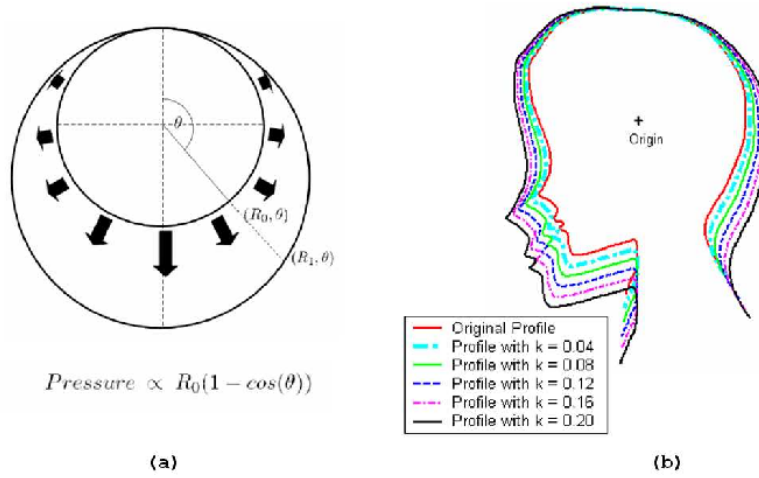 θ
(R₀, θ)
(R₁, θ)
Pressure ∝ R₀(1 − cos(θ))
(a)
+
Origin
Original Profile
Profile with k = 0.04
Profile with k = 0.08
Profile with k = 0.12
Profile with k = 0.16
Profile with k = 0.20
(b)